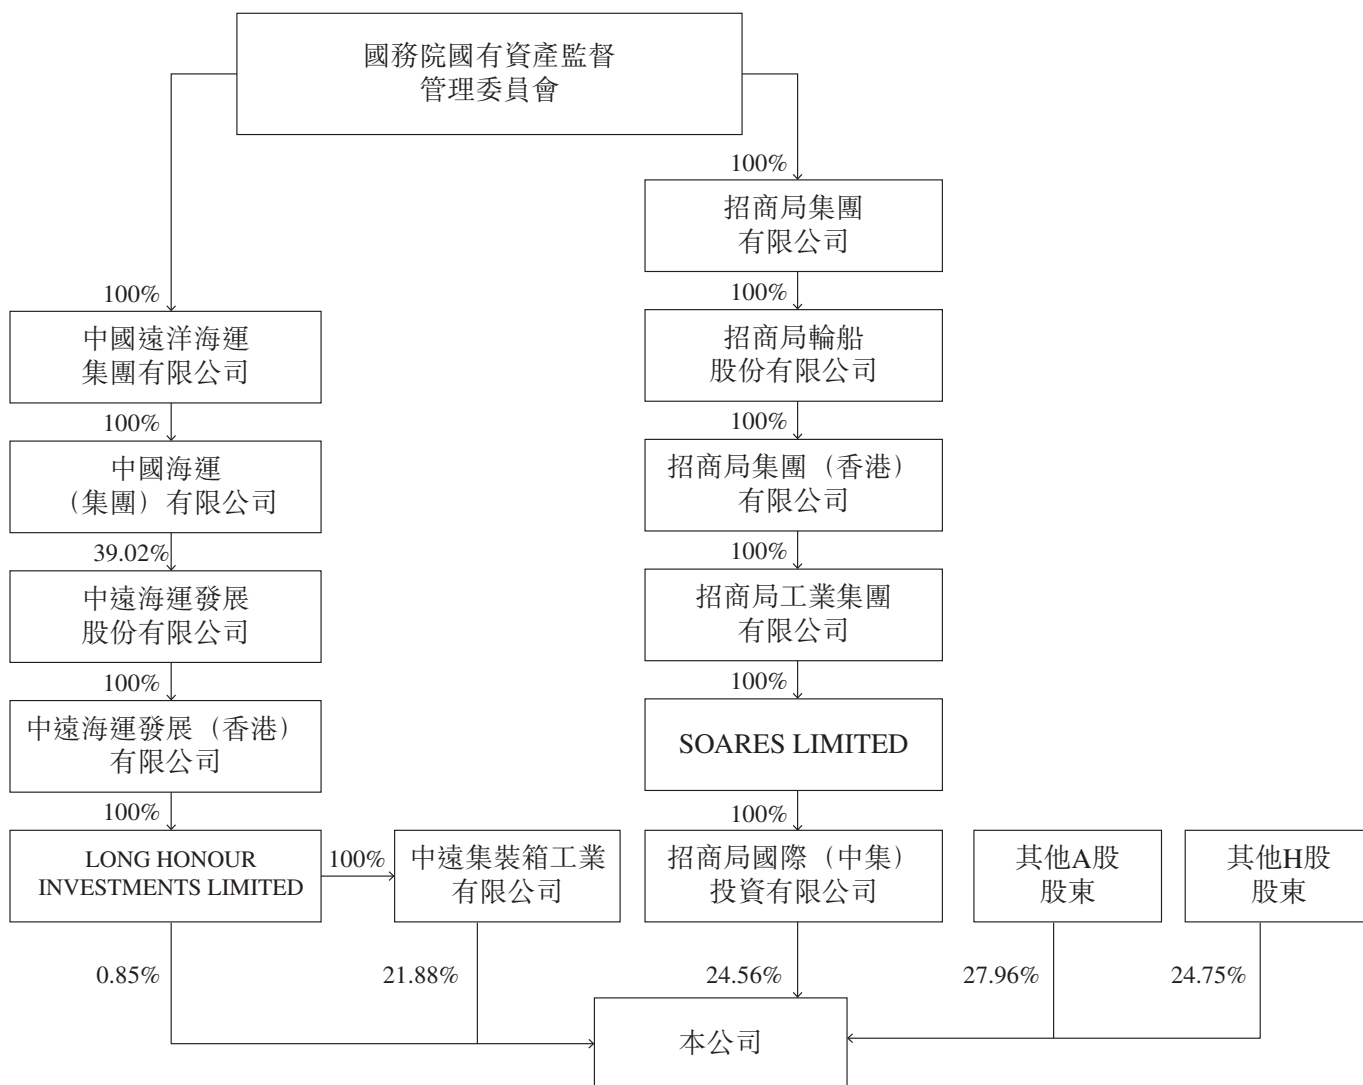 國務院國有資產監督
管理委員會
100%
招商局集團
有限公司
100%
100%
中國遠洋海運
集團有限公司
招商局輪船
股份有限公司
100%
100%
中國海運
（集團）有限公司
招商局集團（香港）
有限公司
39.02%
100%
中遠海運發展
股份有限公司
招商局工業集團
有限公司
100%
100%
中遠海運發展（香港）
有限公司
SOARES LIMITED
100%
100%
LONG HONOUR
INVESTMENTS LIMITED
100%
中遠集裝箱工業
有限公司
招商局國際（中集）
投資有限公司
其他A股
股東
其他H股
股東
0.85%
21.88%
24.56%
27.96%
24.75%
本公司